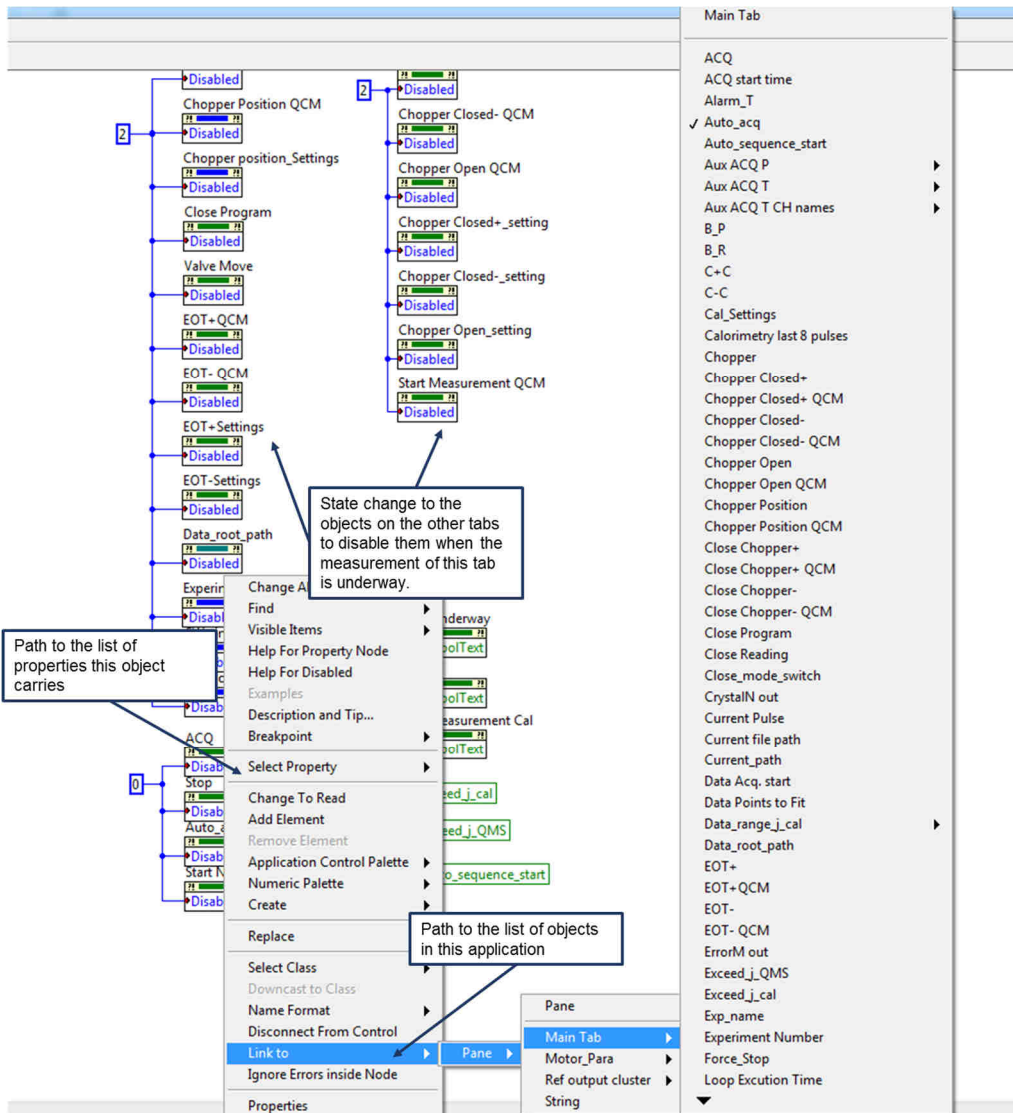 Disabled
Chopper Position QCM
2
Disabled
Chopper position_Settings
Disabled
Close Program
Disabled
Valve Move
Disabled
EOT+QCM
Disabled
EOT- QCM
Disabled
EOT+Settings
Disabled
EOT-Settings
Disabled
Data_root_path
Disabled
ACQ
0
Stop
2
Disabled
Chopper Closed- QCM
Disabled
Chopper Open QCM
Disabled
Chopper Closed+_setting
Disabled
Chopper Closed-_setting
Disabled
Chopper Open_setting
Disabled
Start Measurement QCM
Disabled
State change to the
objects on the other tabs
to disable them when the
measurement of this tab
is underway.
Path to the list of
properties this object
carries
Path to the list of objects
in this application
Change
Find
Visible Items
Help For Property Node
Help For Disabled
Examples
Description and Tip...
Breakpoint
Select Property
Change To Read
Add Element
Remove Element
Application Control Palette
Numeric Palette
Create
Replace
Select Class
Downcast to Class
Name Format
Disconnect From Control
Link to
Ignore Errors inside Node
Properties
Pane
Pane
Main Tab
Motor_Para
Ref output cluster
String
Main Tab
ACQ
ACQ start time
Alarm_T
✓ Auto_acq
Auto_sequence_start
Aux ACQ P
Aux ACQ T
Aux ACQ T CH names
B_P
B_R
C+C
C-C
Cal_Settings
Calorimetry last 8 pulses
Chopper
Chopper Closed+
Chopper Closed+ QCM
Chopper Closed-
Chopper Closed- QCM
Chopper Open
Chopper Open QCM
Chopper Position
Chopper Position QCM
Close Chopper+
Close Chopper+ QCM
Close Chopper-
Close Chopper- QCM
Close Program
Close Reading
Close_mode_switch
CrystalN out
Current Pulse
Current file path
Current_path
Data Acq. start
Data Points to Fit
Data_range_j_cal
Data_root_path
EOT+
EOT+QCM
EOT-
EOT- QCM
ErrorM out
Exceed_j_QMS
Exceed_j_cal
Exp_name
Experiment Number
Force_Stop
Loop Excution Time